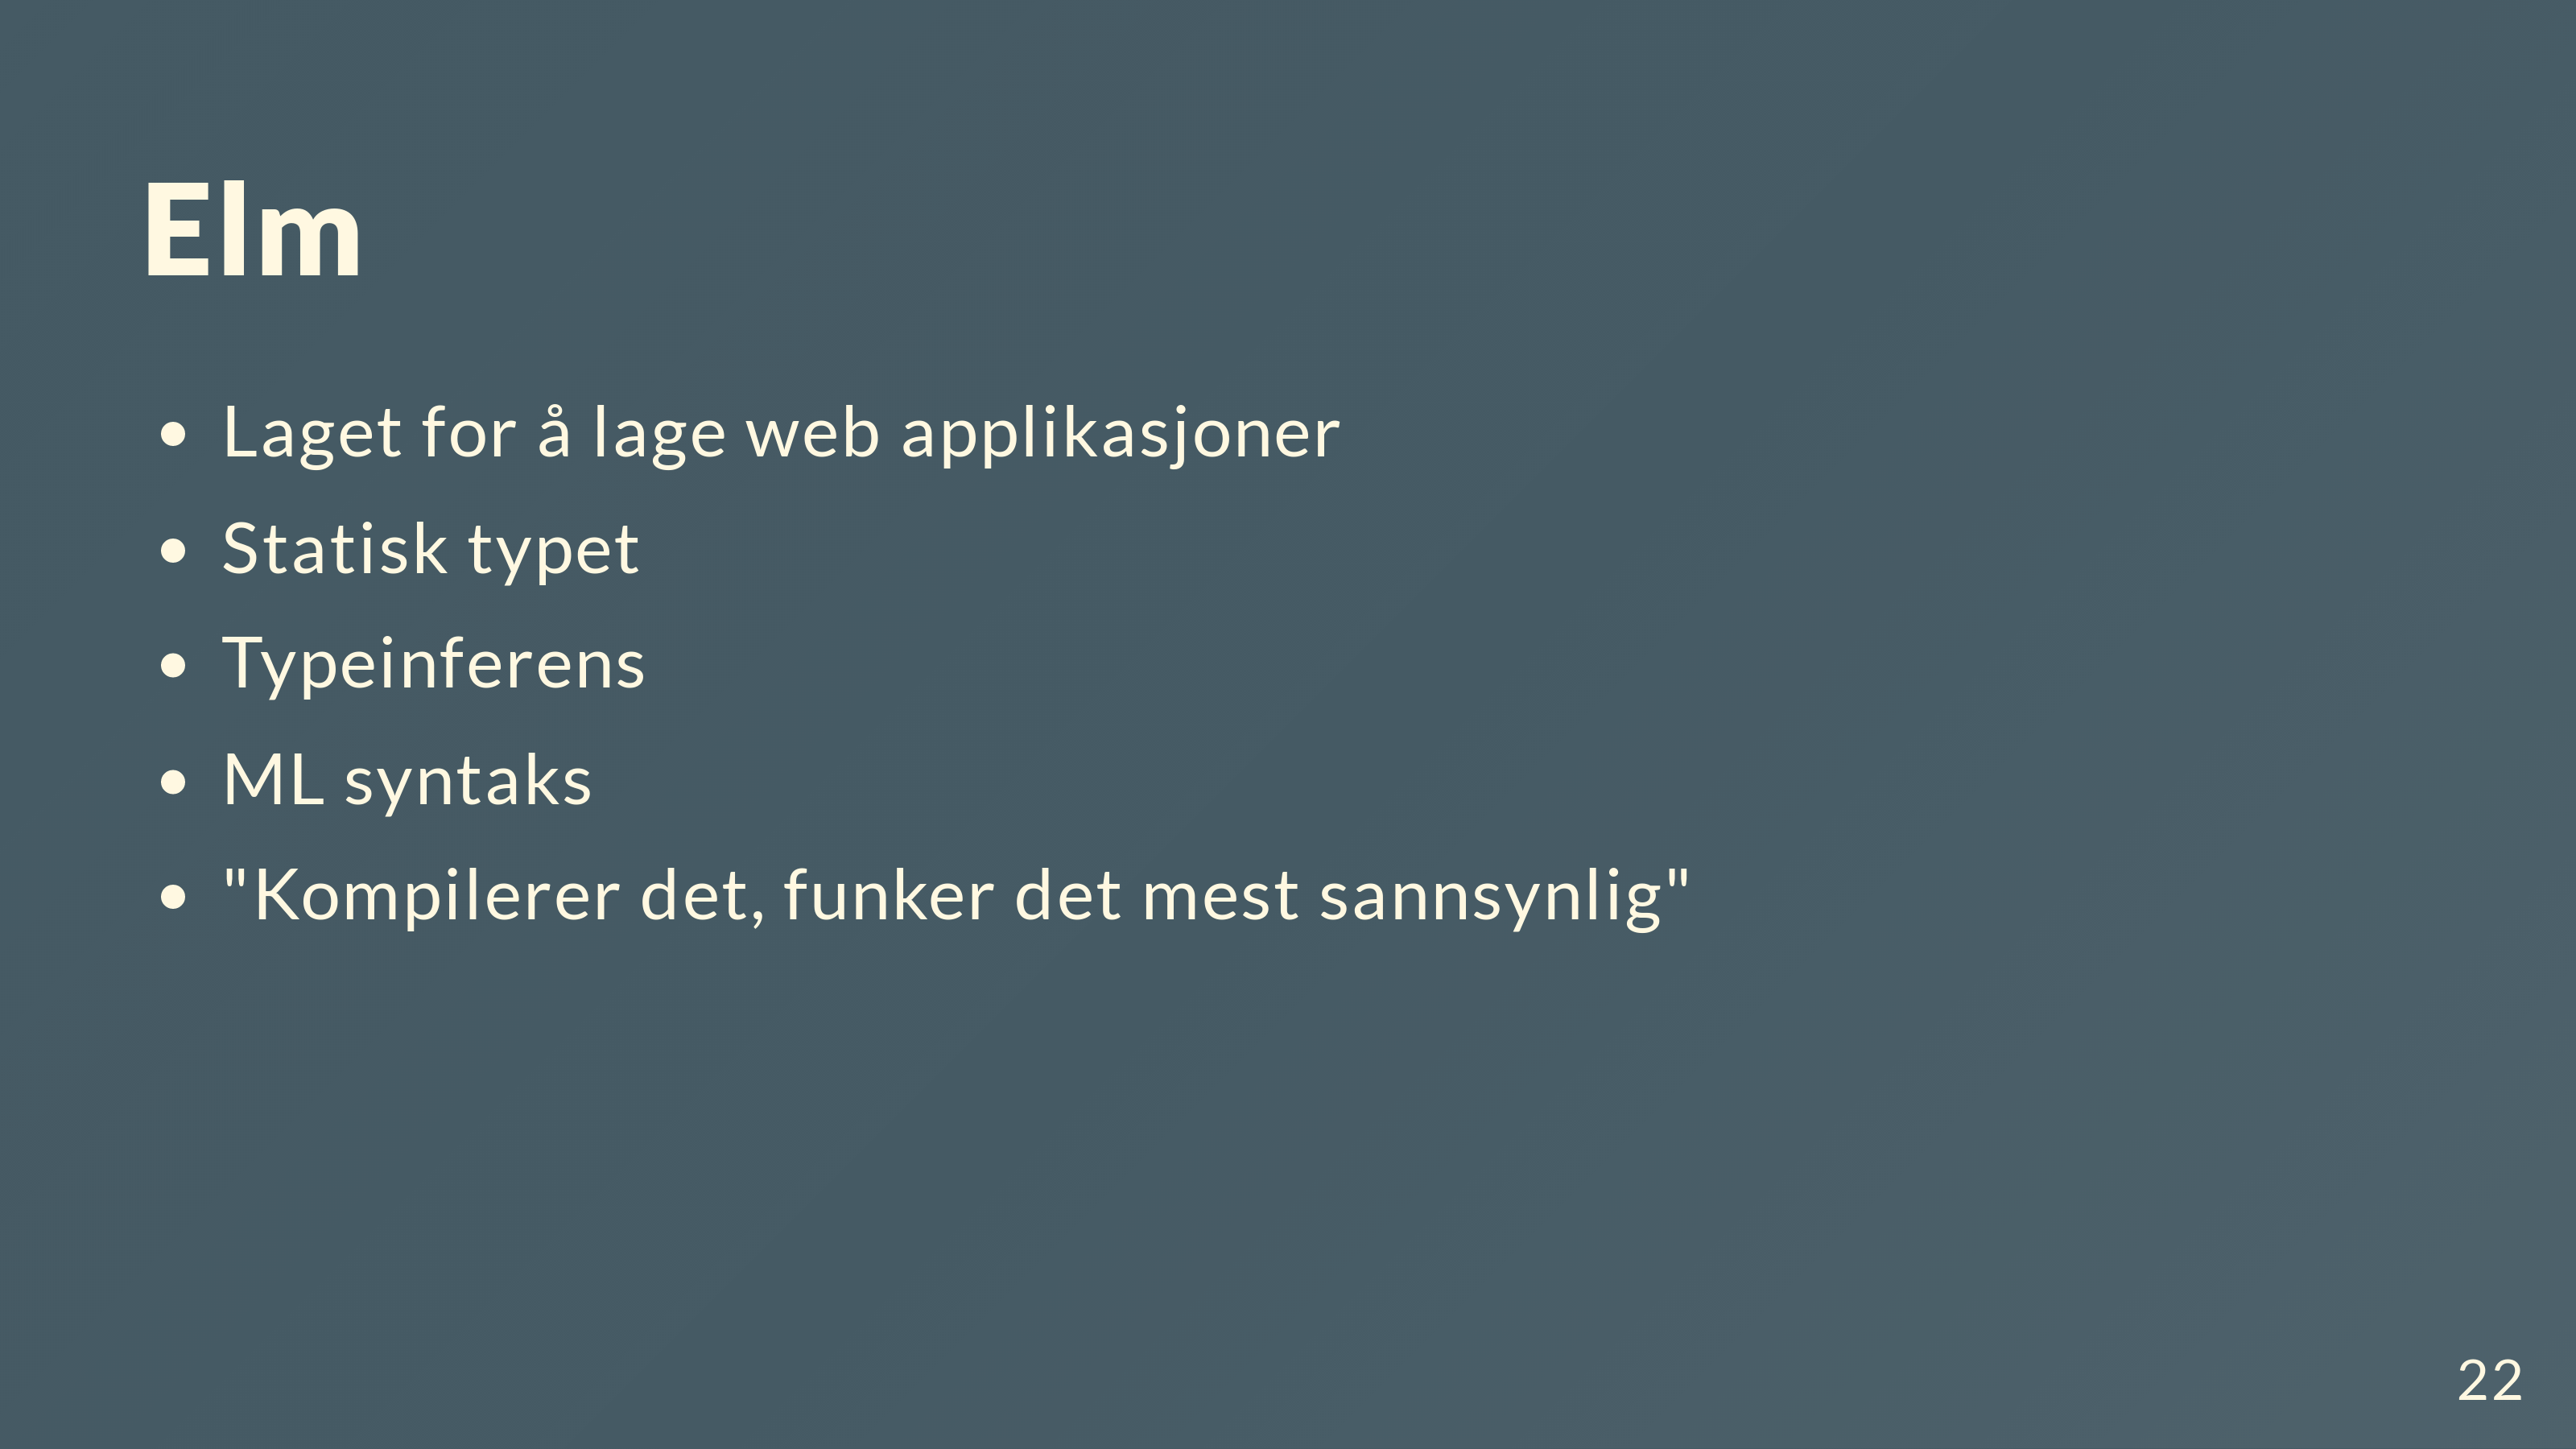 Elm
• Laget for å lage web applikasjoner
• Statisk typet
• Typeinferens
• ML syntaks
• "Kompilerer det, funker det mest sannsynlig"
22